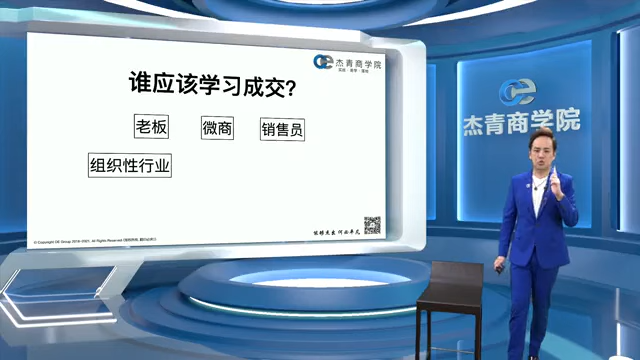 杰青商学院
谁应该学习成交?
老板
微商
销售员
组织性行业
杰青商学院